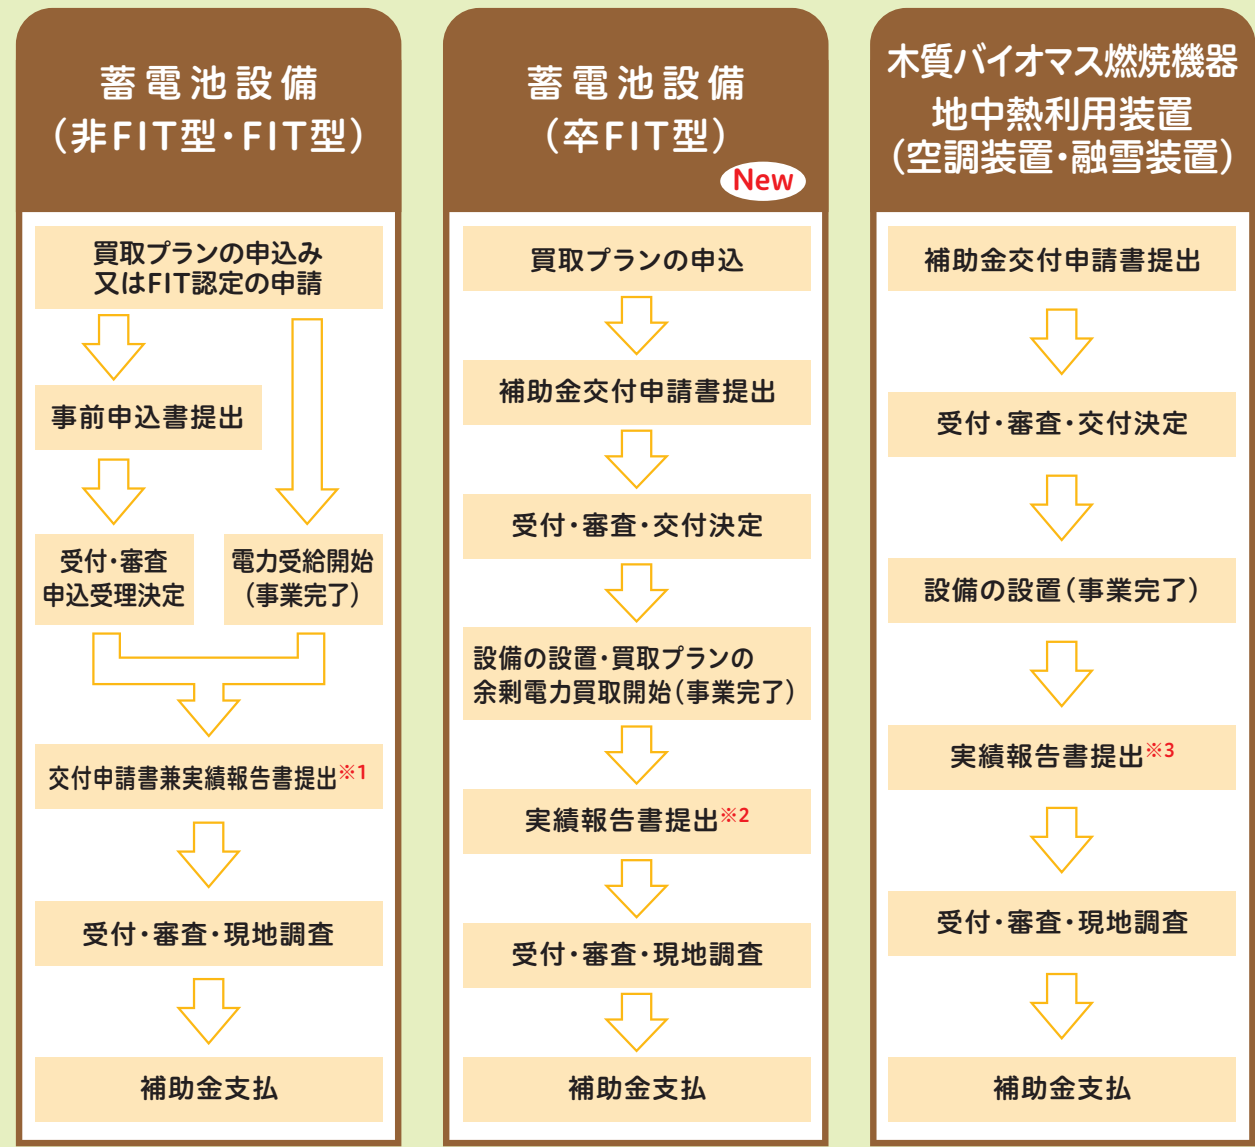 蓄電池設備
（非FIT型・FIT型）
買取プランの申込み
又はFIT認定の申請
事前申込書提出
受付・審査
申込受理決定
電力受給開始
（事業完了）
交付申請書兼実績報告書提出※1
受付・審査・現地調査
補助金支払
蓄電池設備
（卒FIT型）
New
買取プランの申込
補助金交付申請書提出
受付・審査・交付決定
設備の設置・買取プランの
余剰電力買取開始（事業完了）
実績報告書提出※2
受付・審査・現地調査
補助金支払
木質バイオマス燃焼機器
地中熱利用装置
（空調装置・融雪装置）
補助金交付申請書提出
受付・審査・交付決定
設備の設置（事業完了）
実績報告書提出※3
受付・審査・現地調査
補助金支払